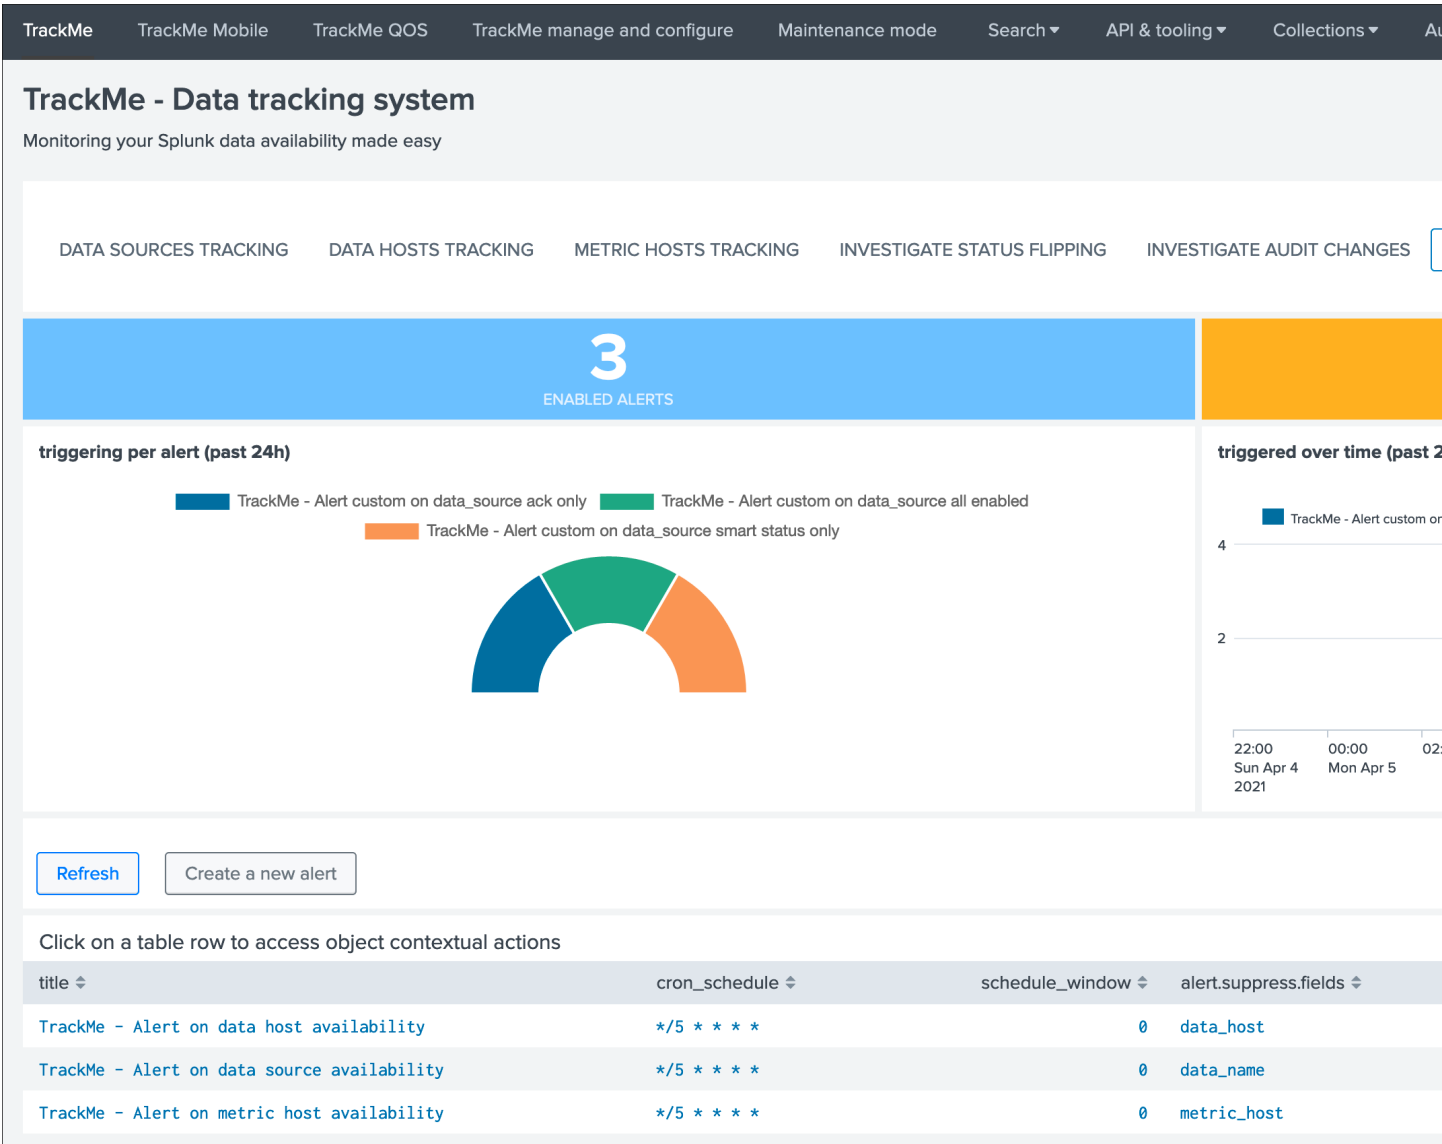 TrackMe TrackMe Mobile TrackMe QOS TrackMe manage and configure Maintenance mode Search API & tooling Collections
TrackMe - Data tracking system
Monitoring your Splunk data availability made easy
DATA SOURCES TRACKING DATA HOSTS TRACKING METRIC HOSTS TRACKING INVESTIGATE STATUS FLIPPING INVESTIGATE AUDIT CHANGES
3
ENABLED ALERTS
triggering per alert (past 24h)
TrackMe - Alert custom on data_source ack only TrackMe - Alert custom on data_source all enabled
TrackMe - Alert custom on data_source smart status only
triggered over time (past 2
TrackMe - Alert custom on
4
2
22:00 00:00 02:
Sun Apr 4 Mon Apr 5
2021
Refresh Create a new alert
Click on a table row to access object contextual actions
title cron_schedule schedule_window alert.suppress.fields
TrackMe - Alert on data host availability */5 * * * * 0 data_host
TrackMe - Alert on data source availability */5 * * * * 0 data_name
TrackMe - Alert on metric host availability */5 * * * * 0 metric_host